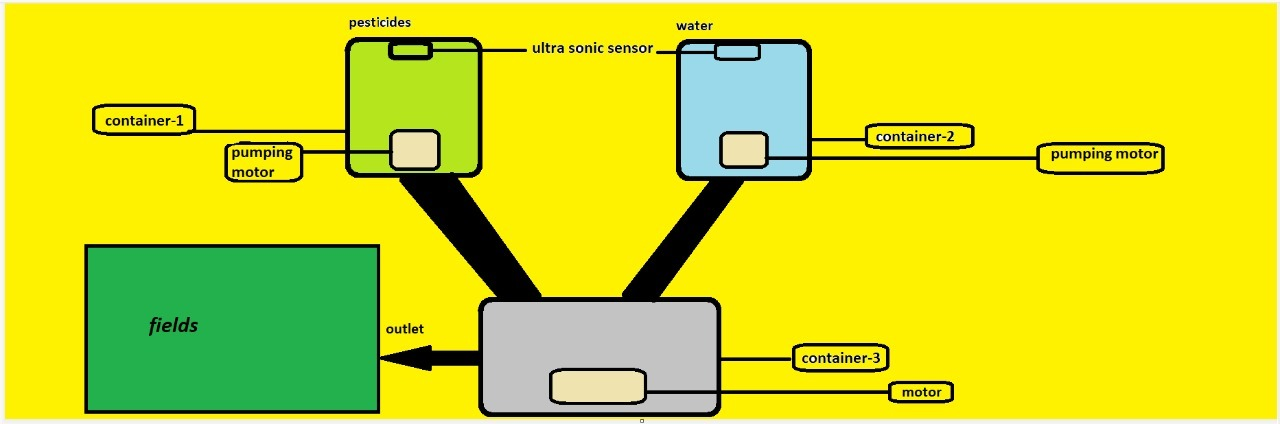 pesticides
water
ultra sonic sensor
container-1
container-2
pumping
motor
pumping motor
fields
outlet
container-3
motor